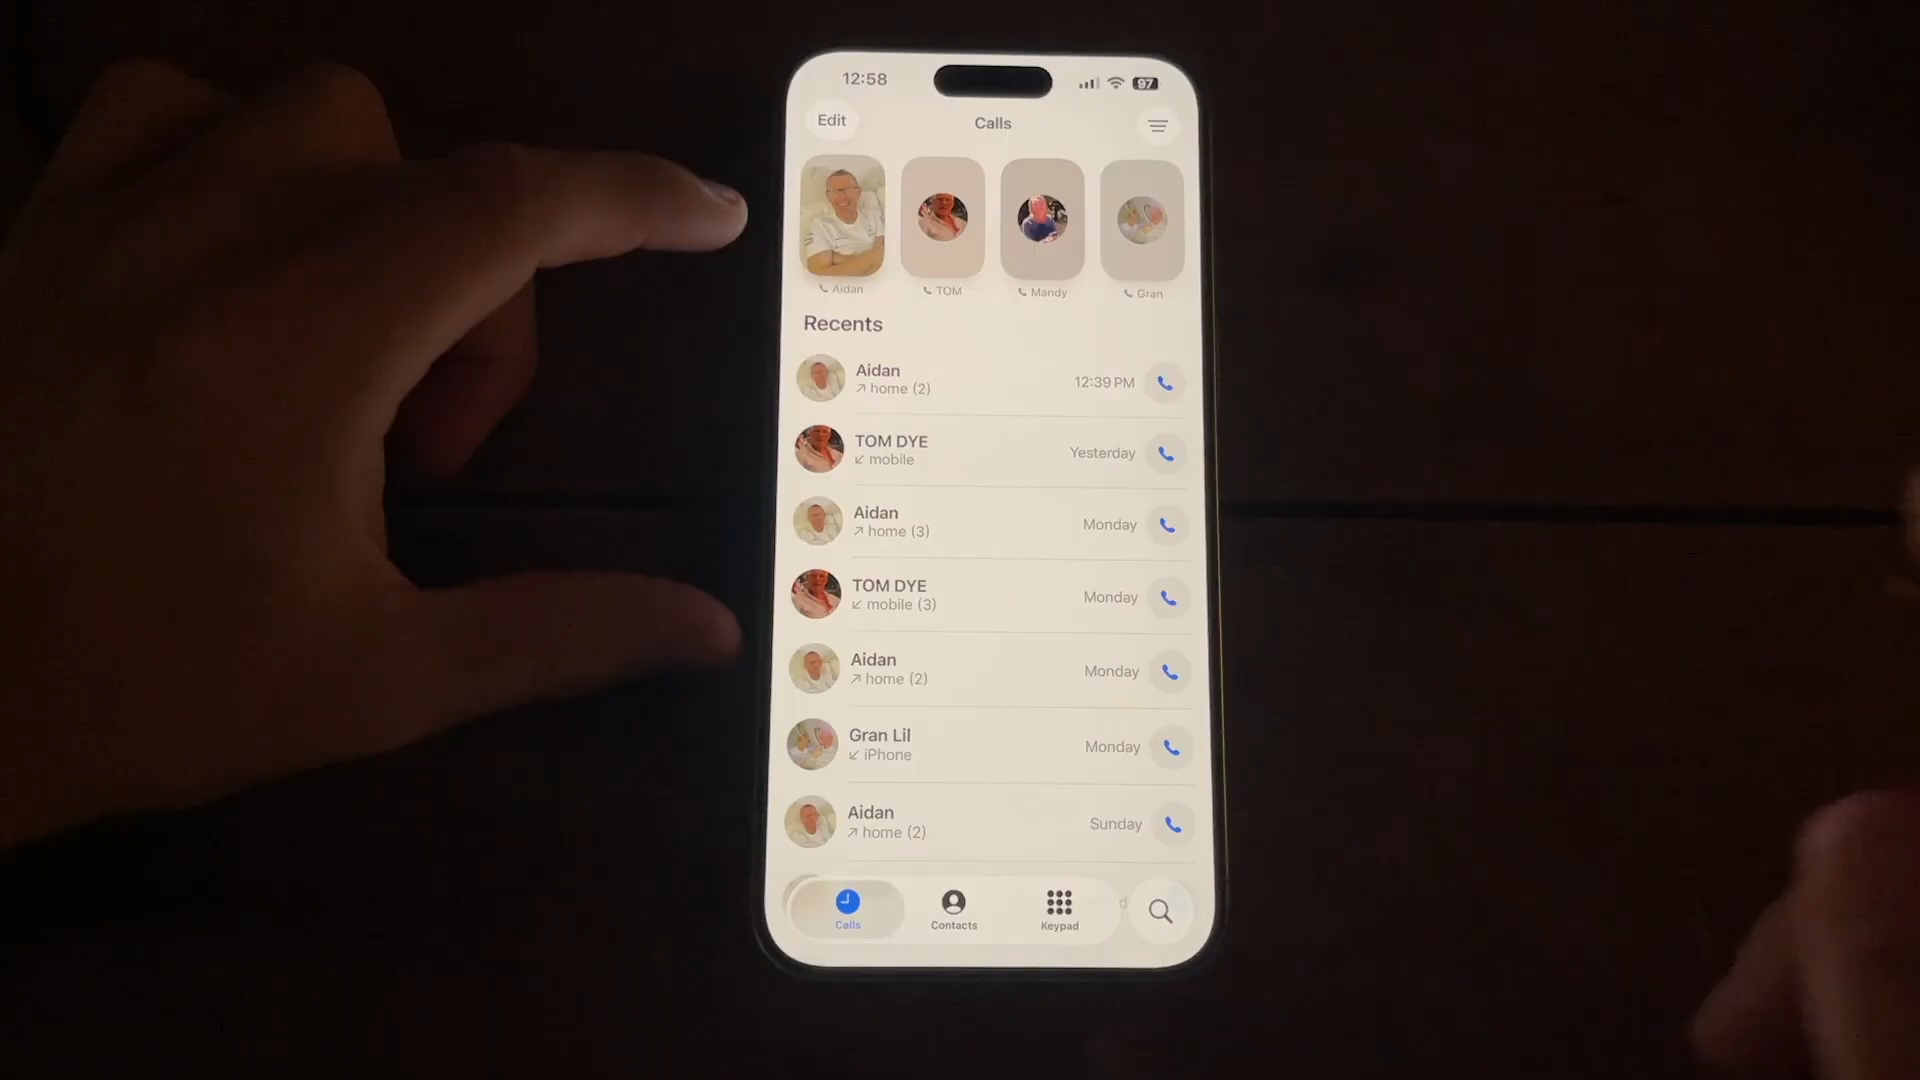 12:58
97
Edit
Calls
Aidan
TOM
Mandy
Gran
Recents
Aidan
home (2)
12:39 PM
TOM DYE
mobile
Yesterday
Aidan
home (3)
Monday
TOM DYE
mobile (3)
Monday
Aidan
home (2)
Monday
Gran Lil
iPhone
Monday
Aidan
home (2)
Sunday
Calls
Contacts
Keypad